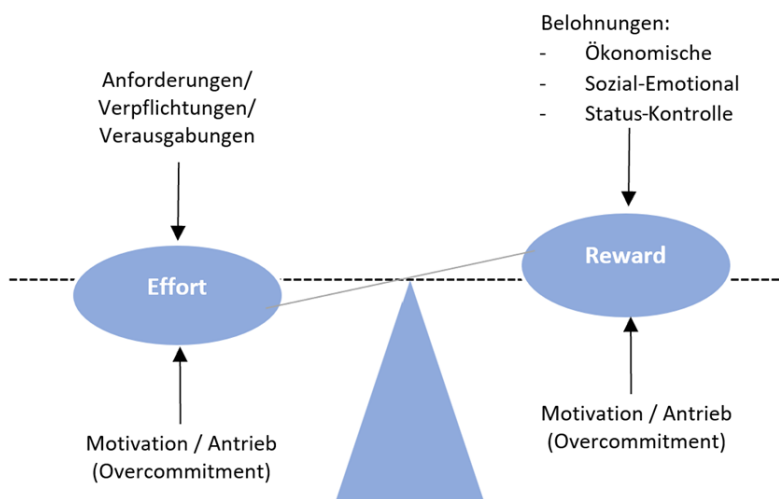 Anforderungen/
Verpflichtungen/
Verausgabungen
Effort
Motivation / Antrieb
(Overcommitment)
Belohnungen:
- Ökonomische
- Sozial-Emotional
- Status-Kontrolle
Reward
Motivation / Antrieb
(Overcommitment)